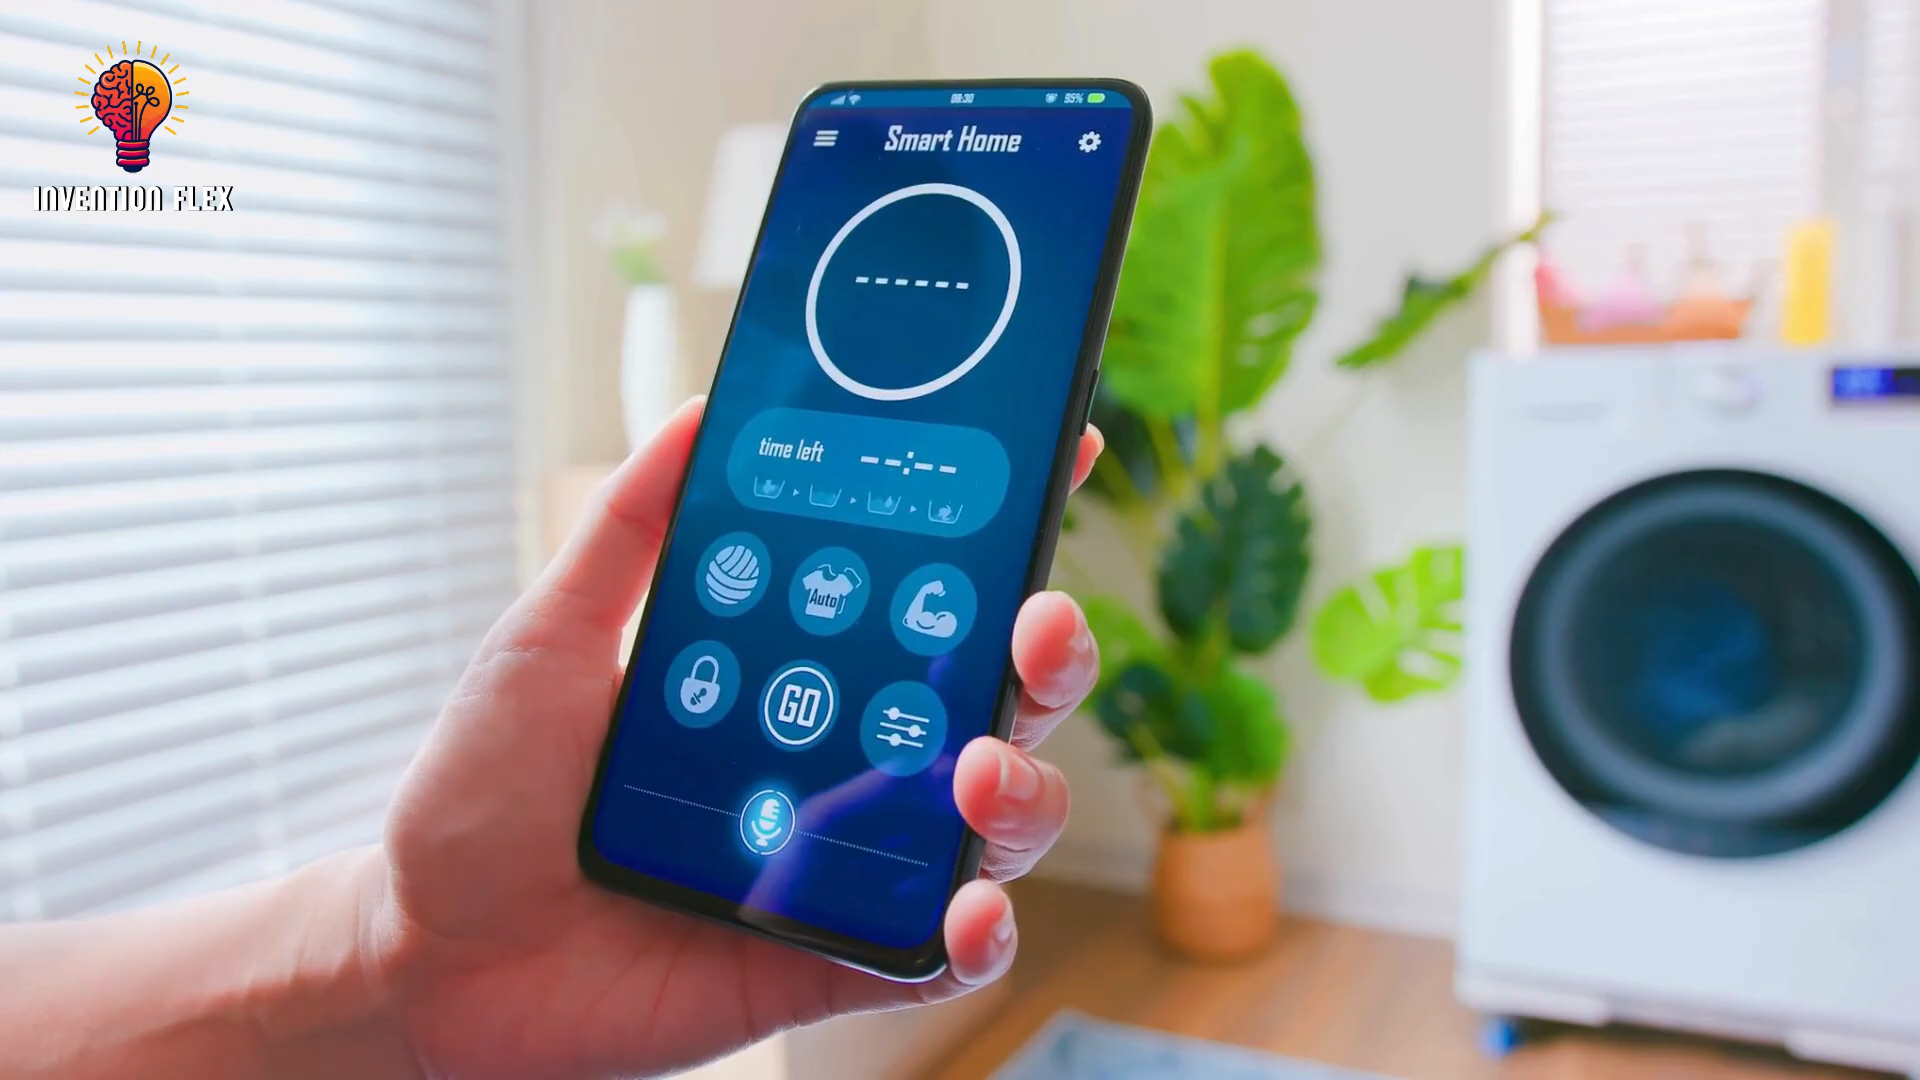 INVENTION FLEX
08:30
95%
Smart Home
------
time left --:--
Auto
GO